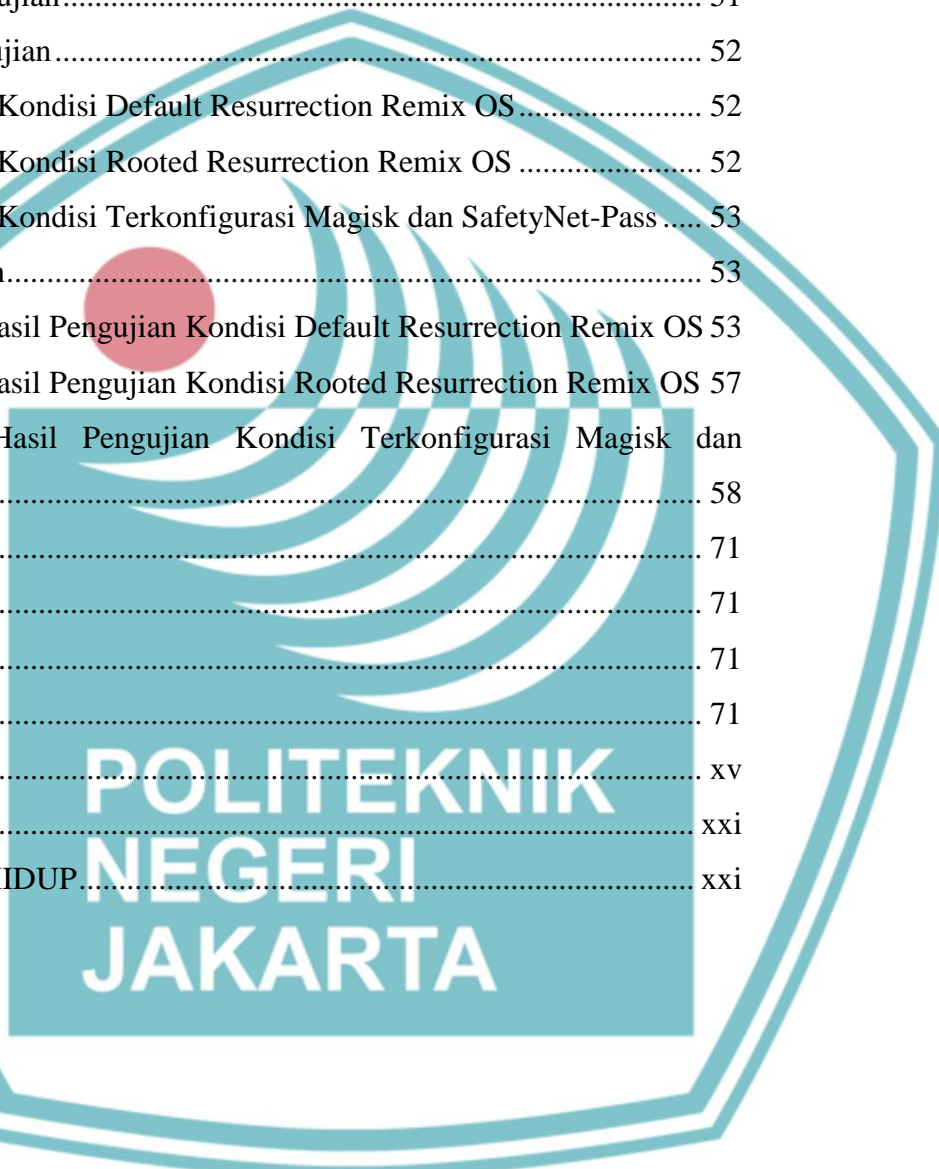 ujian.......................................................................................... 51
ujian........................................................................................... 52
Kondisi Default Resurrection Remix OS......................... 52
Kondisi Rooted Resurrection Remix OS ......................... 52
Kondisi Terkonfigurasi Magisk dan SafetyNet-Pass..... 53
n.................................................................................................. 53
asil Pengujian Kondisi Default Resurrection Remix OS 53
asil Pengujian Kondisi Rooted Resurrection Remix OS 57
Hasil Pengujian Kondisi Terkonfigurasi Magisk dan
.................................................................................................... 58
.................................................................................................... 71
.................................................................................................... 71
.................................................................................................... 71
.................................................................................................... 71
.................................................................................................... xv
.................................................................................................... xxi
HIDUP....................................................................................... xxi
POLITEKNIK
NEGERI
JAKARTA